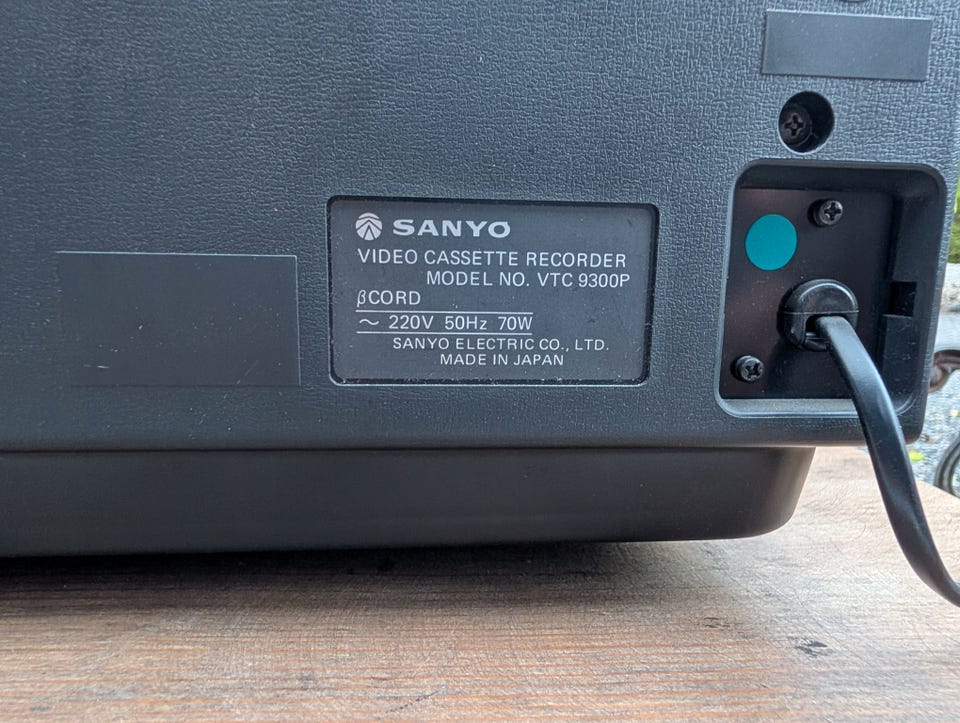 SANYO
VIDEO CASSETTE RECORDER
MODEL NO. VTC 9300P
βCORD
~ 220V 50Hz 70W
SANYO ELECTRIC CO., LTD.
MADE IN JAPAN